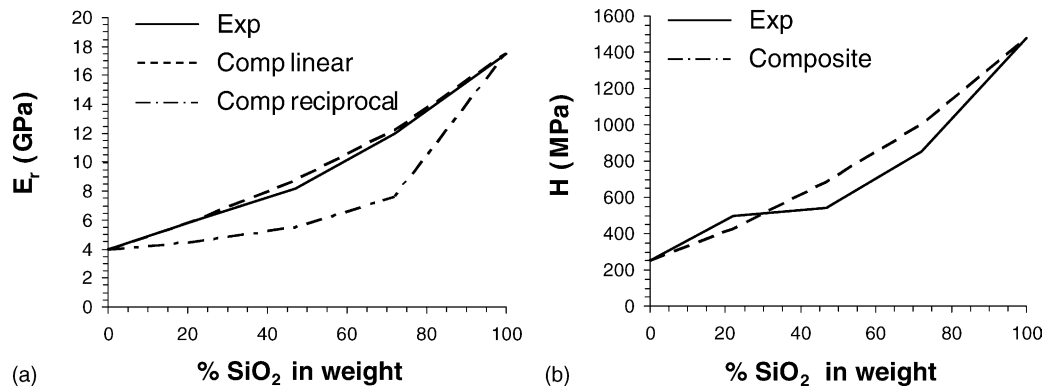 20
18
16
14
12
10
8
6
4
2
0
E_r (GPa)
Exp
Comp linear
Comp reciprocal
0 20 40 60 80 100
% SiO₂ in weight
(a)
1600
1400
1200
1000
800
600
400
200
0
H (MPa)
Exp
Composite
0 20 40 60 80 100
% SiO₂ in weight
(b)